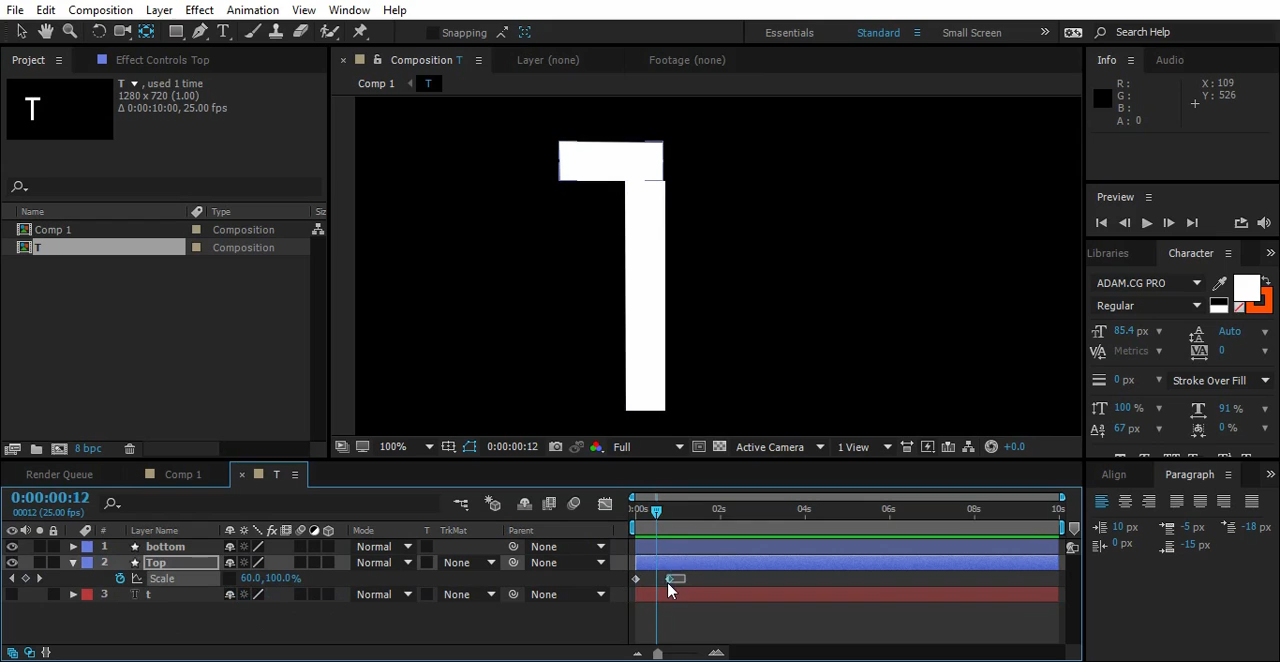 File Edit Composition Layer Effect Animation View Window Help
Snapping Essentials Standard Small Screen Search Help
Project Effect Controls Top Composition T Layer (none) Footage (none) Info Audio
T , used 1 time
1280 x 720 (1.00)
Δ 0:00:10:00, 25.00 fps
Comp 1 T
R : X : 109
G : Y : 526
B :
A : 0
T
Preview
Name Type Siz
Comp 1 Composition
T Composition
Libraries Character
ADAM.CG PRO
Regular
85.4 px Auto
Metrics 0
0 px Stroke Over Fill
100 % 91 %
67 px 0 %
8 bpc 100% 0:00:00:12 Full Active Camera 1 View +0.0
Render Queue Comp 1 T
Align Paragraph
0:00:00:12
00012 (25.00 fps)
:00s 02s 04s 06s 08s 10s
10 px -5 px -18 px
0 px -15 px
# Layer Name Mode T TrkMat Parent
1 bottom Normal None
2 Top Normal None None
Scale 60.0,100.0%
3 T t Normal None None